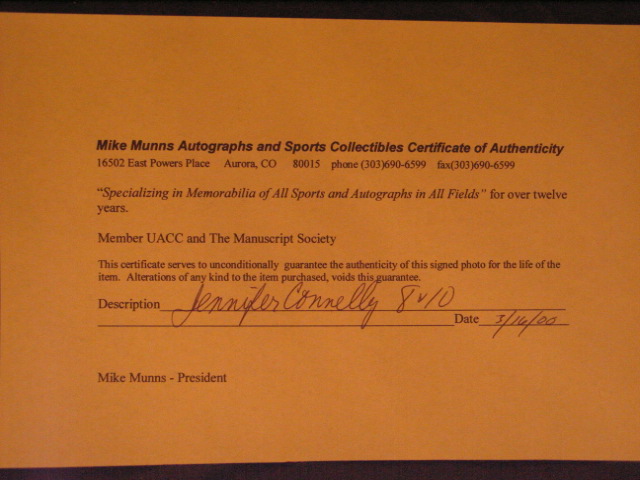 Mike Munns Autographs and Sports Collectibles Certificate of Authenticity
16502 East Powers Place Aurora, CO 80015 phone (303)690-6599 fax(303)690-6599
"Specializing in Memorabilia of All Sports and Autographs in All Fields" for over twelve
years.
Member UACC and The Manuscript Society
This certificate serves to unconditionally guarantee the authenticity of this signed photo for the life of the
item. Alterations of any kind to the item purchased, voids this guarantee.
Description Jennifer Connelly 8x10
Date 3/16/00
Mike Munns - President